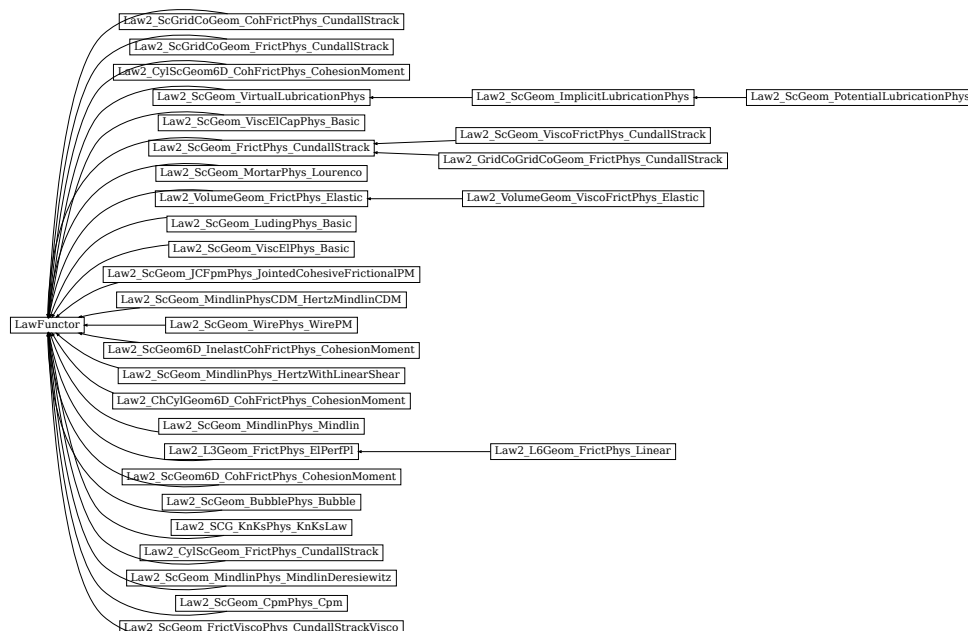 Law2_ScGridCoGeom_CohFrictPhys_CundallStrack
Law2_ScGridCoGeom_FrictPhys_CundallStrack
Law2_CylScGeom6D_CohFrictPhys_CohesionMoment
Law2_ScGeom_VirtualLubricationPhys
Law2_ScGeom_ImplicitLubricationPhys
Law2_ScGeom_PotentialLubricationPhys
Law2_ScGeom_ViscElCapPhys_Basic
Law2_ScGeom_ViscoFrictPhys_CundallStrack
Law2_ScGeom_FrictPhys_CundallStrack
Law2_GridCoGridCoGeom_FrictPhys_CundallStrack
Law2_ScGeom_MortarPhys_Lourenco
Law2_VolumeGeom_FrictPhys_Elastic
Law2_VolumeGeom_ViscoFrictPhys_Elastic
Law2_ScGeom_LudingPhys_Basic
Law2_ScGeom_ViscElPhys_Basic
Law2_ScGeom_JCFpmPhys_JointedCohesiveFrictionalPM
Law2_ScGeom_MindlinPhysCDM_HertzMindlinCDM
LawFunctor
Law2_ScGeom_WirePhys_WirePM
Law2_ScGeom6D_InelastCohFrictPhys_CohesionMoment
Law2_ScGeom_MindlinPhys_HertzWithLinearShear
Law2_ChCylGeom6D_CohFrictPhys_CohesionMoment
Law2_ScGeom_MindlinPhys_Mindlin
Law2_L3Geom_FrictPhys_ElPerfPl
Law2_L6Geom_FrictPhys_Linear
Law2_ScGeom6D_CohFrictPhys_CohesionMoment
Law2_ScGeom_BubblePhys_Bubble
Law2_SCG_KnKsPhys_KnKsLaw
Law2_CylScGeom_FrictPhys_CundallStrack
Law2_ScGeom_MindlinPhys_MindlinDeresiewitz
Law2_ScGeom_CpmPhys_Cpm
Law2_ScGeom_FrictViscoPhys_CundallStrackVisco